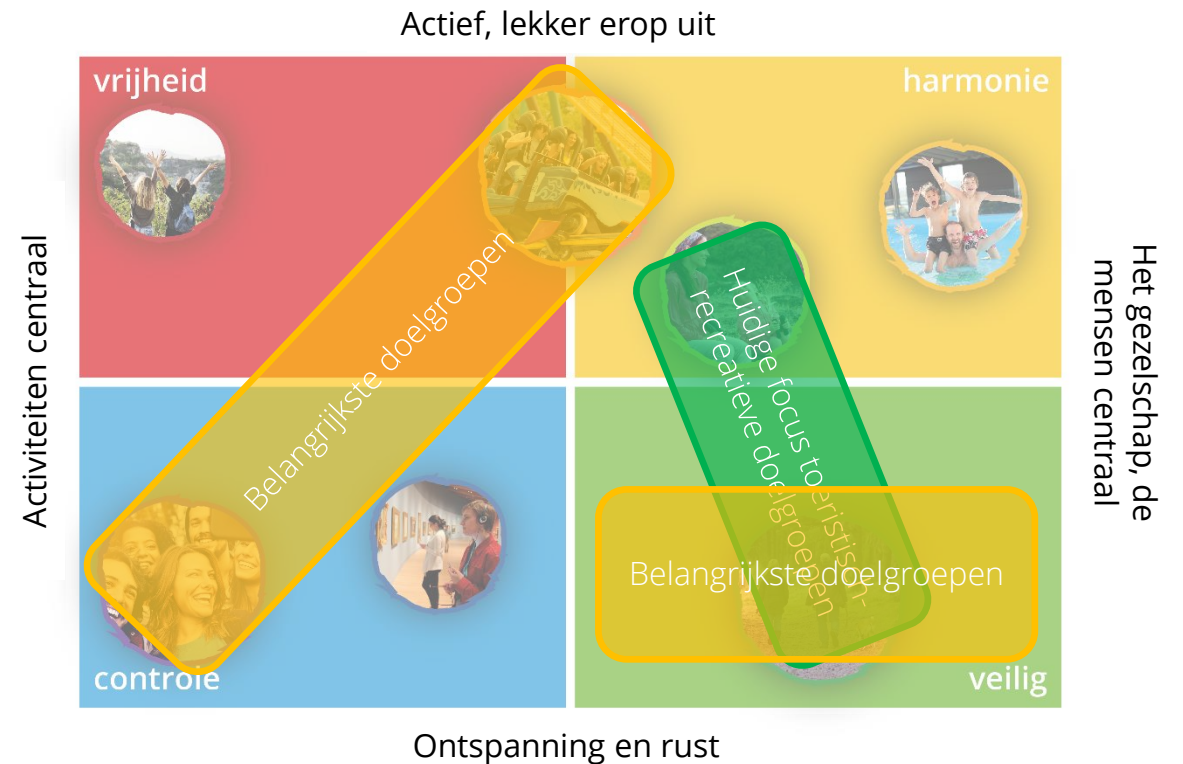 Actief, lekker erop uit
vrijheid
harmonie
Activiteiten centraal
Belangrijkste doelgroepen
Huidige focus toeristisch-
recreatieve doelgroepen
Het gezelschap, de
mensen centraal
Belangrijkste doelgroepen
controle
veilig
Ontspanning en rust